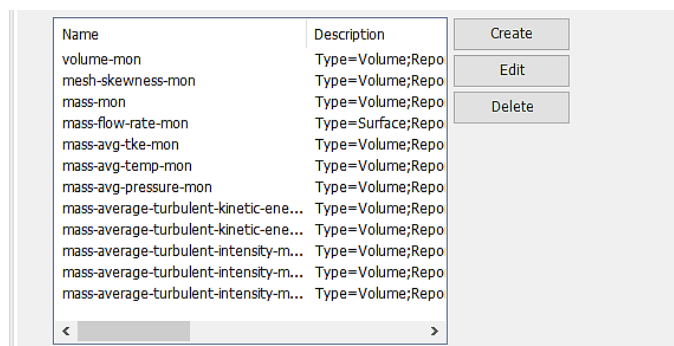 Name Description Create
volume-mon Type=Volume;Repo
mesh-skewness-mon Type=Volume;Repo Edit
mass-mon Type=Volume;Repo Delete
mass-flow-rate-mon Type=Surface;Repo
mass-avg-tke-mon Type=Volume;Repo
mass-avg-temp-mon Type=Volume;Repo
mass-avg-pressure-mon Type=Volume;Repo
mass-average-turbulent-kinetic-ene... Type=Volume;Repo
mass-average-turbulent-kinetic-ene... Type=Volume;Repo
mass-average-turbulent-intensity-m... Type=Volume;Repo
mass-average-turbulent-intensity-m... Type=Volume;Repo
mass-average-turbulent-intensity-m... Type=Volume;Repo